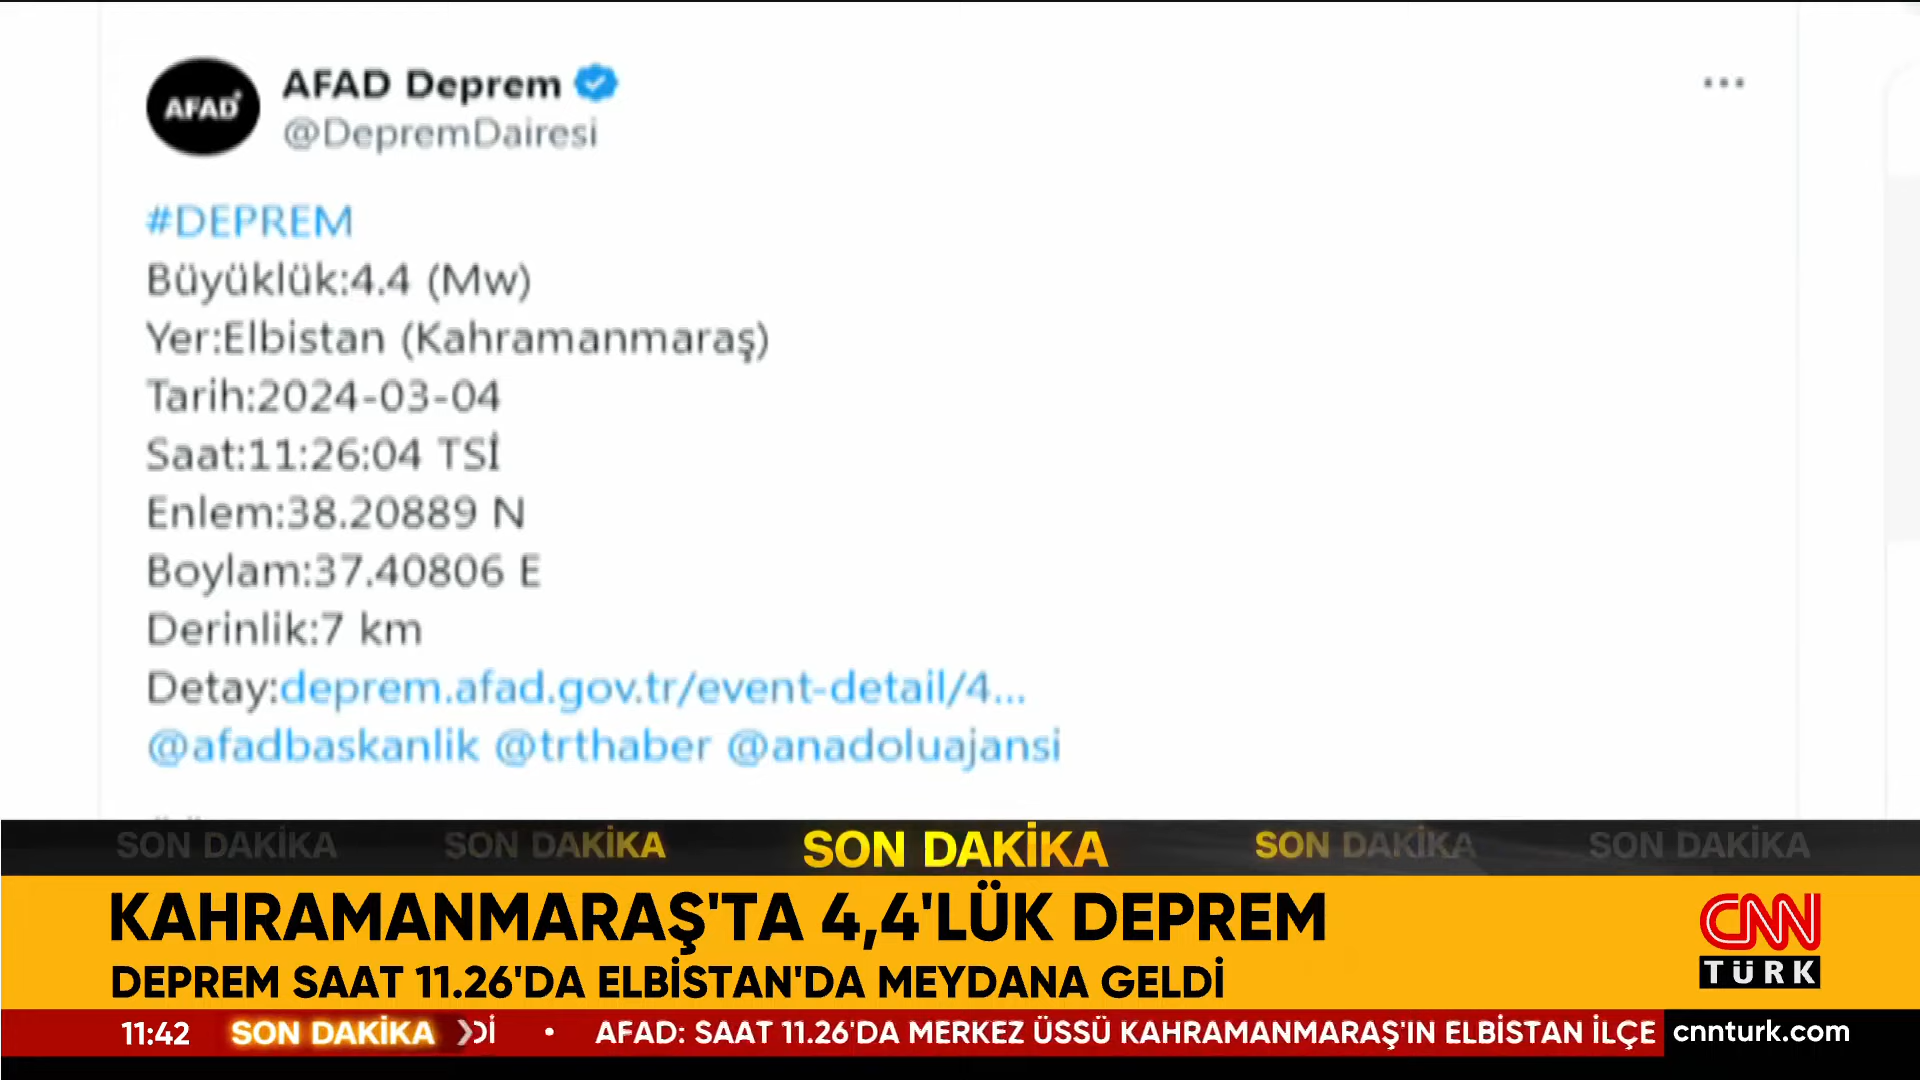 AFAD
AFAD Deprem
@DepremDairesi
#DEPREM
Büyüklük:4.4 (Mw)
Yer:Elbistan (Kahramanmaraş)
Tarih:2024-03-04
Saat:11:26:04 TSİ
Enlem:38.20889 N
Boylam:37.40806 E
Derinlik:7 km
Detay:deprem.afad.gov.tr/event-detail/4...
@afadbaskanlik @trthaber @anadoluajansi
SON DAKİKA SON DAKİKA SON DAKİKA SON DAKİKA SON DAKİKA
KAHRAMANMARAŞ'TA 4,4'LÜK DEPREM
DEPREM SAAT 11.26'DA ELBİSTAN'DA MEYDANA GELDİ
CNN
TÜRK
11:42 SON DAKİKA Dİ • AFAD: SAAT 11.26'DA MERKEZ ÜSSÜ KAHRAMANMARAŞ'IN ELBİSTAN İLÇE cnnturk.com